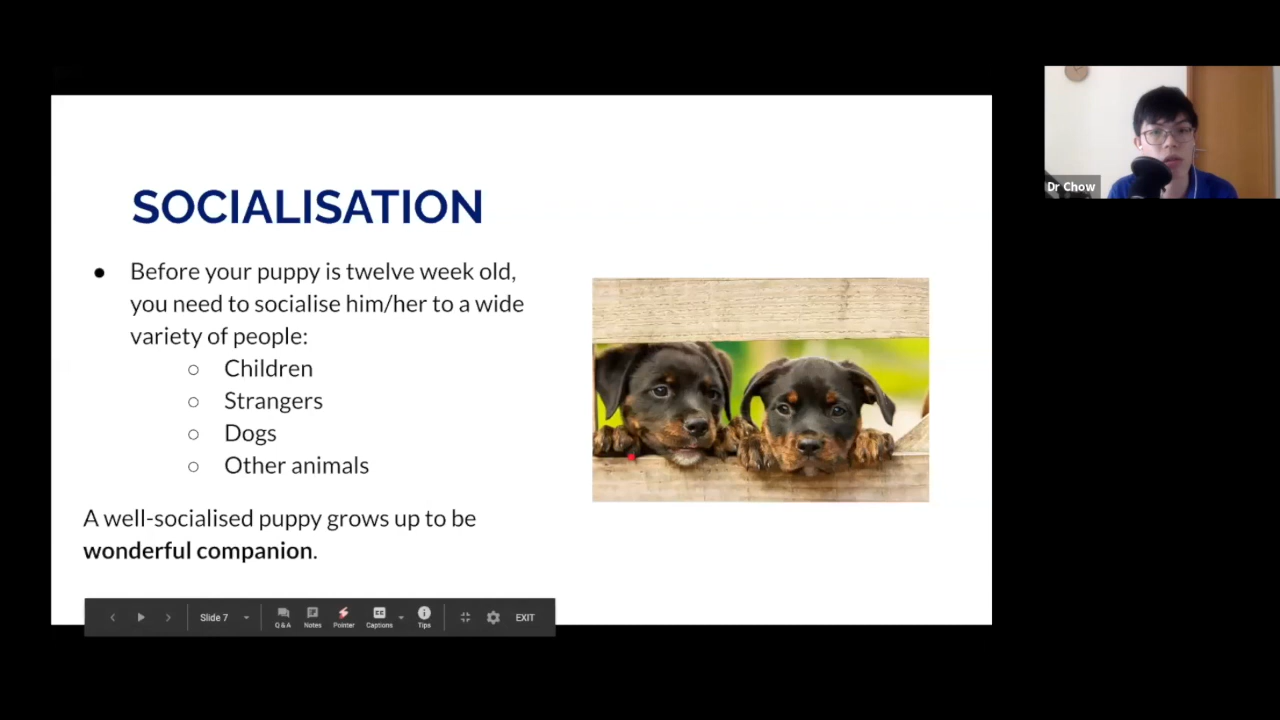 SOCIALISATION
● Before your puppy is twelve week old,
you need to socialise him/her to a wide
variety of people:
○ Children
○ Strangers
○ Dogs
○ Other animals
A well-socialised puppy grows up to be
wonderful companion.
Dr Chow
Slide 7
Q&A
Notes
Pointer
CC
Captions
Tips
EXIT